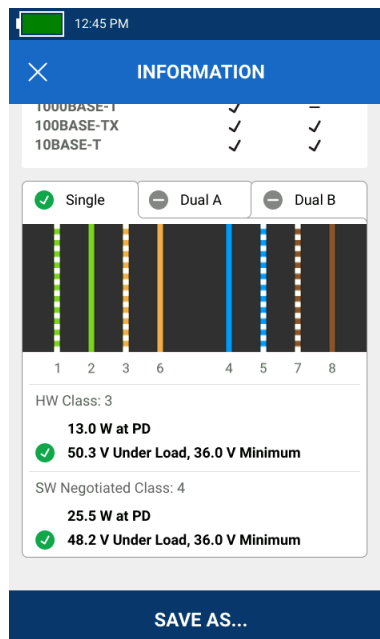 12:45 PM
INFORMATION
1000BASE-T
100BASE-TX
10BASE-T
Single Dual A Dual B
1 2 3 6 4 5 7 8
HW Class: 3
13.0 W at PD
50.3 V Under Load, 36.0 V Minimum
SW Negotiated Class: 4
25.5 W at PD
48.2 V Under Load, 36.0 V Minimum
SAVE AS...